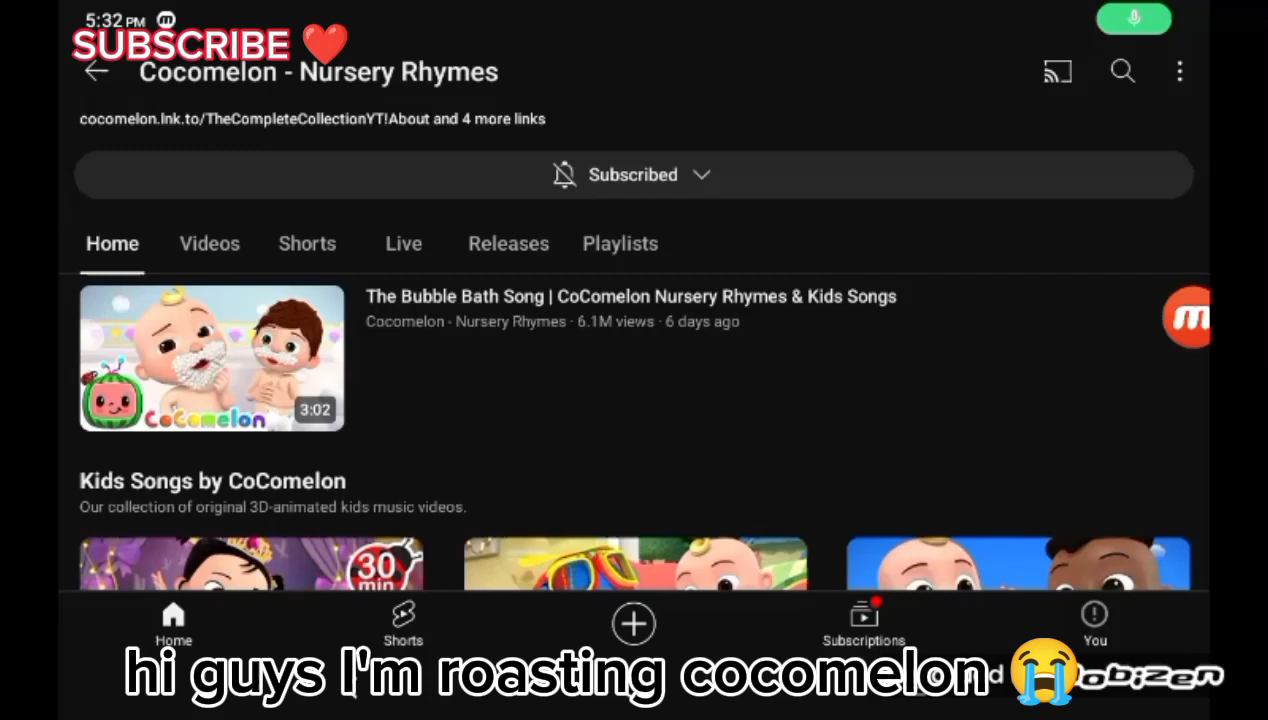 5:32 PM
SUBSCRIBE ❤️
Cocomelon - Nursery Rhymes
cocomelon.lnk.to/TheCompleteCollectionYT!About and 4 more links
Subscribed
Home Videos Shorts Live Releases Playlists
The Bubble Bath Song | CoComelon Nursery Rhymes & Kids Songs
Cocomelon - Nursery Rhymes · 6.1M views · 6 days ago
CoComelon
3:02
Kids Songs by CoComelon
Our collection of original 3D-animated kids music videos.
30
min
Home Shorts Subscriptions You
hi guys I'm roasting cocomelon 😭